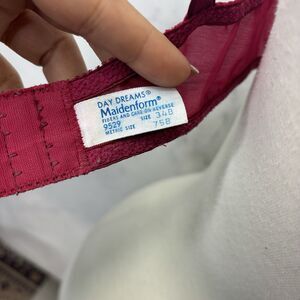 DAY DREAMS®
Maidenform®
FIBERS AND CARE ON REVERSE
9529 SIZE 34B
METRIC SIZE 75B